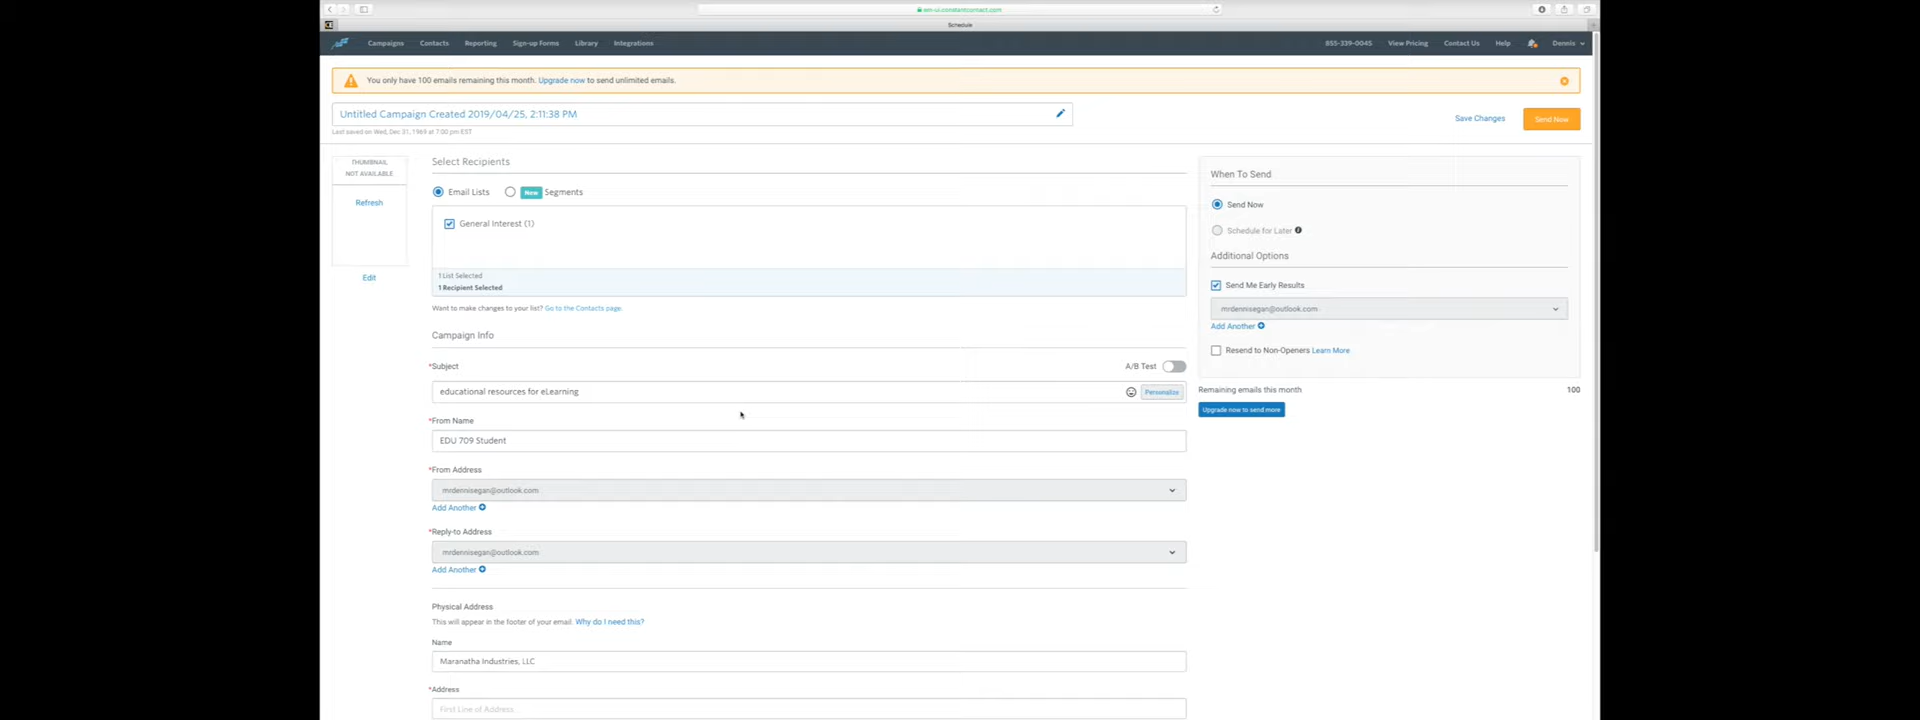 em-ui.constantcontact.com
Schedule
Campaigns Contacts Reporting Sign-up Forms Library Integrations 855-339-0045 View Pricing Contact Us Help Dennis
You only have 100 emails remaining this month. Upgrade now to send unlimited emails.
Untitled Campaign Created 2019/04/25, 2:11:38 PM
Save Changes Send Now
Last saved on Wed, Dec 31, 1969 at 7:00 pm EST
THUMBNAIL
NOT AVAILABLE
Refresh
Edit
Select Recipients
Email Lists New Segments
General Interest (1)
1 List Selected
1 Recipient Selected
Want to make changes to your list? Go to the Contacts page.
Campaign Info
*Subject A/B Test
educational resources for eLearning Personalize
*From Name
EDU 709 Student
*From Address
mrdennisegan@outlook.com
Add Another
*Reply-to Address
mrdennisegan@outlook.com
Add Another
Physical Address
This will appear in the footer of your email. Why do I need this?
Name
Maranatha Industries, LLC
*Address
First Line of Address
When To Send
Send Now
Schedule for Later
Additional Options
Send Me Early Results
mrdennisegan@outlook.com
Add Another
Resend to Non-Openers Learn More
Remaining emails this month 100
Upgrade now to send more